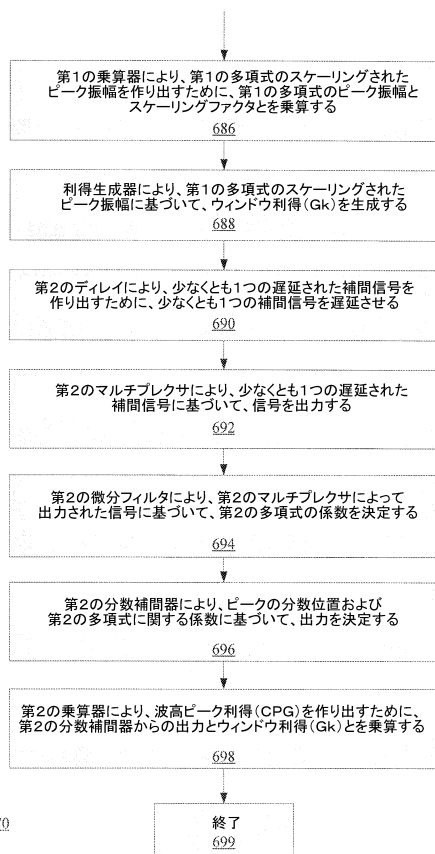 第1の乗算器により、第1の多項式のスケーリングされた
ピーク振幅を作り出すために、第1の多項式のピーク振幅と
スケーリングファクタとを乗算する
686
利得生成器により、第1の多項式のスケーリングされた
ピーク振幅に基づいて、ウィンドウ利得(Gk)を生成する
688
第2のディレイにより、少なくとも1つの遅延された補間信号を
作り出すために、少なくとも1つの補間信号を遅延させる
690
第2のマルチプレクサにより、少なくとも1つの遅延された
補間信号に基づいて、信号を出力する
692
第2の微分フィルタにより、第2のマルチプレクサによって
出力された信号に基づいて、第2の多項式の係数を決定する
694
第2の分数補間器により、ピークの分数位置および
第2の多項式に関する係数に基づいて、出力を決定する
696
第2の乗算器により、波高ピーク利得(CPG)を作り出すために、
第2の分数補間器からの出力とウィンドウ利得(Gk)とを乗算する
698
終了
699